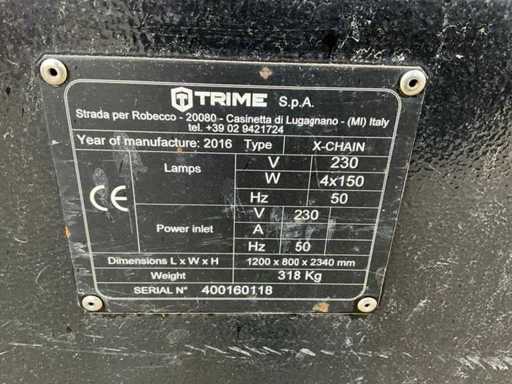 TRIME S.p.A.
Strada per Robecco - 20080 - Casinetta di Lugagnano - (MI) Italy
tel. +39 02 9421724
Year of manufacture: 2016 Type X-CHAIN
Lamps V 230
W 4x150
Hz 50
CE
Power inlet V 230
A
Hz 50
Dimensions L x W x H 1200 x 800 x 2340 mm
Weight 318 Kg
SERIAL N° 400160118